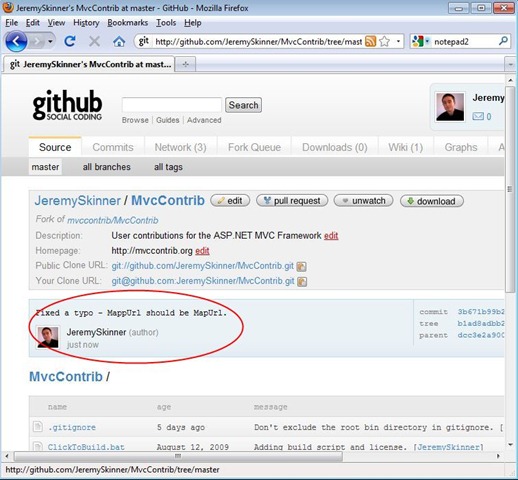 JeremySkinner's MvcContrib at master - GitHub - Mozilla Firefox
File Edit View History Bookmarks Tools Help
git http://github.com/JeremySkinner/MvcContrib/tree/mast notepad2
git JeremySkinner's MvcContrib at mast...
github
SOCIAL CODING
Search
Browse | Guides | Advanced
Jeremy
0
Source Commits Network (3) Fork Queue Downloads (0) Wiki (1) Graphs A
master all branches all tags
JeremySkinner / MvcContrib edit pull request unwatch download
Fork of mvccontrib/MvcContrib
Description: User contributions for the ASP.NET MVC Framework edit
Homepage: http://mvccontrib.org edit
Public Clone URL: git://github.com/JeremySkinner/MvcContrib.git
Your Clone URL: git@github.com:JeremySkinner/MvcContrib.git
Fixed a typo - MappUrl should be MapUrl.
JeremySkinner (author)
just now
commit 3b671b99b2
tree b1ad8adbb2
parent dcc3e2a900
MvcContrib /
name age message
.gitignore 5 days ago Don't exclude the root bin directory in gitignore. [
ClickToBuild.bat August 12, 2009 Adding build script and license. [JeremySkinner]
http://github.com/JeremySkinner/MvcContrib/tree/master